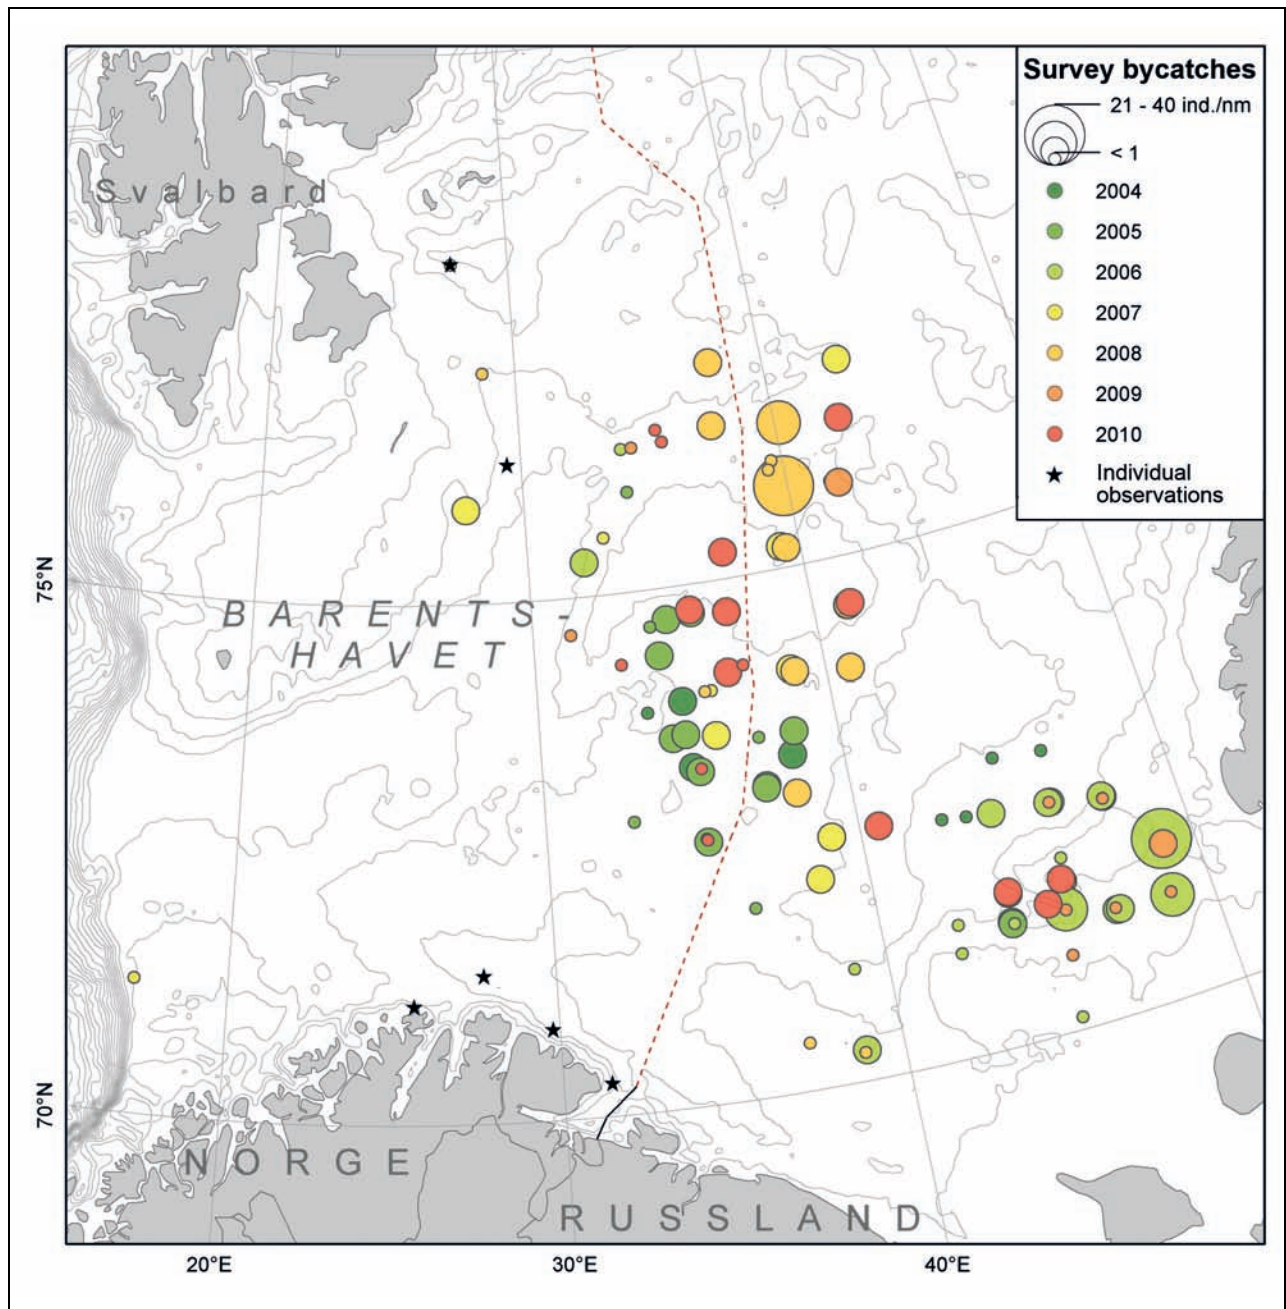 Survey bycatches
21 - 40 ind./nm
< 1
2004
2005
2006
2007
2008
2009
2010
Individual
observations
Svalbard
75°N
BARENTS-
HAVET
70°N
NORGE
RUSSLAND
20°E
30°E
40°E